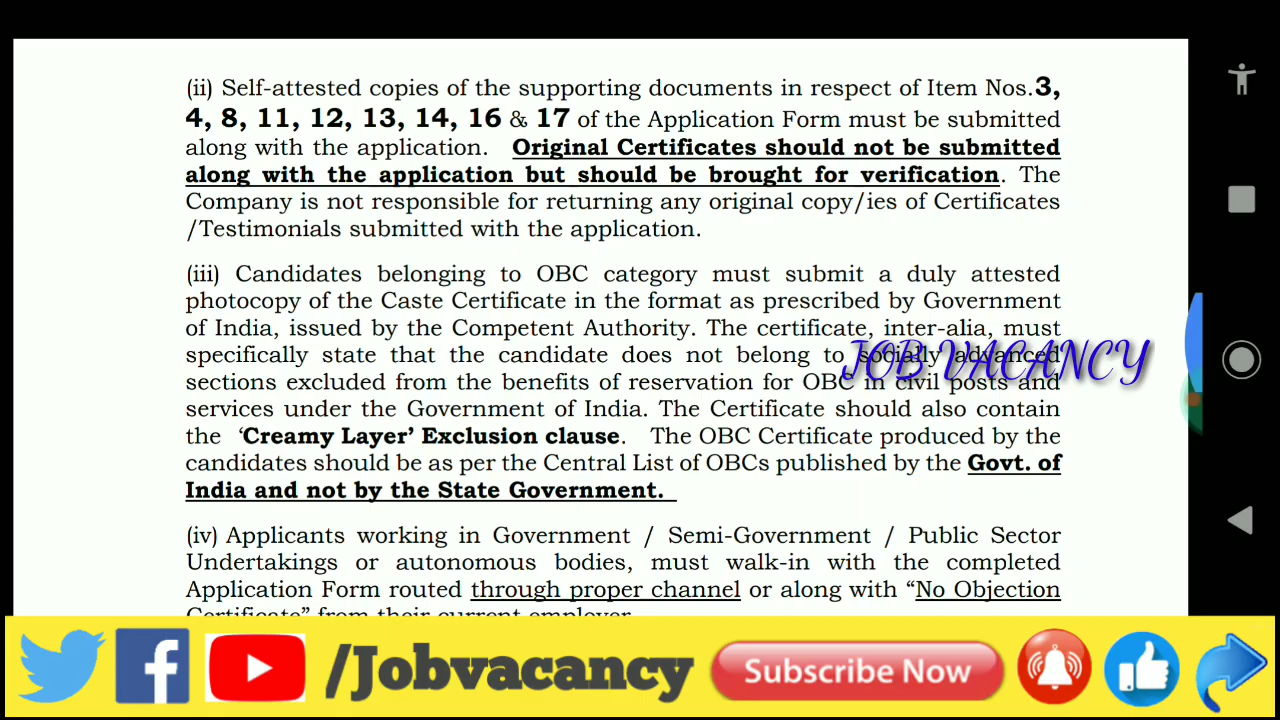 (ii) Self-attested copies of the supporting documents in respect of Item Nos.3,
4, 8, 11, 12, 13, 14, 16 & 17 of the Application Form must be submitted
along with the application. Original Certificates should not be submitted
along with the application but should be brought for verification. The
Company is not responsible for returning any original copy/ies of Certificates
/Testimonials submitted with the application.
(iii) Candidates belonging to OBC category must submit a duly attested
photocopy of the Caste Certificate in the format as prescribed by Government
of India, issued by the Competent Authority. The certificate, inter-alia, must
specifically state that the candidate does not belong to socially advanced
JOB VACANCY
sections excluded from the benefits of reservation for OBC in civil posts and
services under the Government of India. The Certificate should also contain
the ‘Creamy Layer’ Exclusion clause. The OBC Certificate produced by the
candidates should be as per the Central List of OBCs published by the Govt. of
India and not by the State Government.
(iv) Applicants working in Government / Semi-Government / Public Sector
Undertakings or autonomous bodies, must walk-in with the completed
Application Form routed through proper channel or along with “No Objection
Certificate” from their current employer.
/Jobvacancy
Subscribe Now